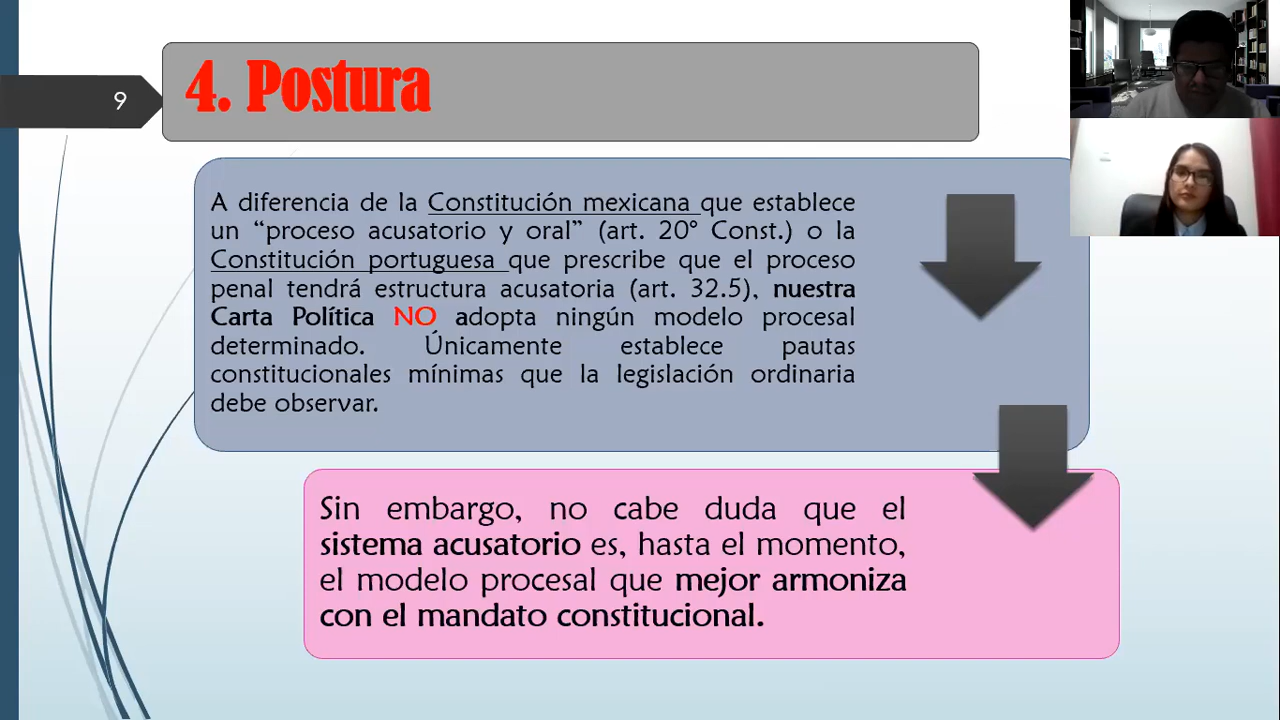 9
4. Postura
A diferencia de la Constitución mexicana que establece
un “proceso acusatorio y oral” (art. 20° Const.) o la
Constitución portuguesa que prescribe que el proceso
penal tendrá estructura acusatoria (art. 32.5), nuestra
Carta Política NO adopta ningún modelo procesal
determinado. Únicamente establece pautas
constitucionales mínimas que la legislación ordinaria
debe observar.
Sin embargo, no cabe duda que el
sistema acusatorio es, hasta el momento,
el modelo procesal que mejor armoniza
con el mandato constitucional.